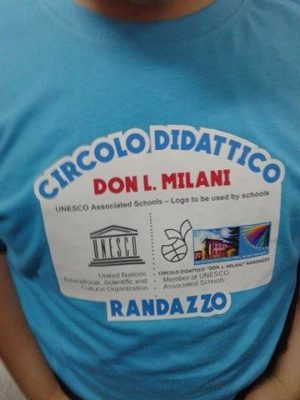 CIRCOLO DIDATTICO
DON L. MILANI
UNESCO Associated Schools – Logo to be used by schools
UNESCO
United Nations
Educational, Scientific and
Cultural Organization
CIRCOLO DIDATTICO "DON L. MILANI" RANDAZZO
Member of UNESCO
Associated Schools
RANDAZZO